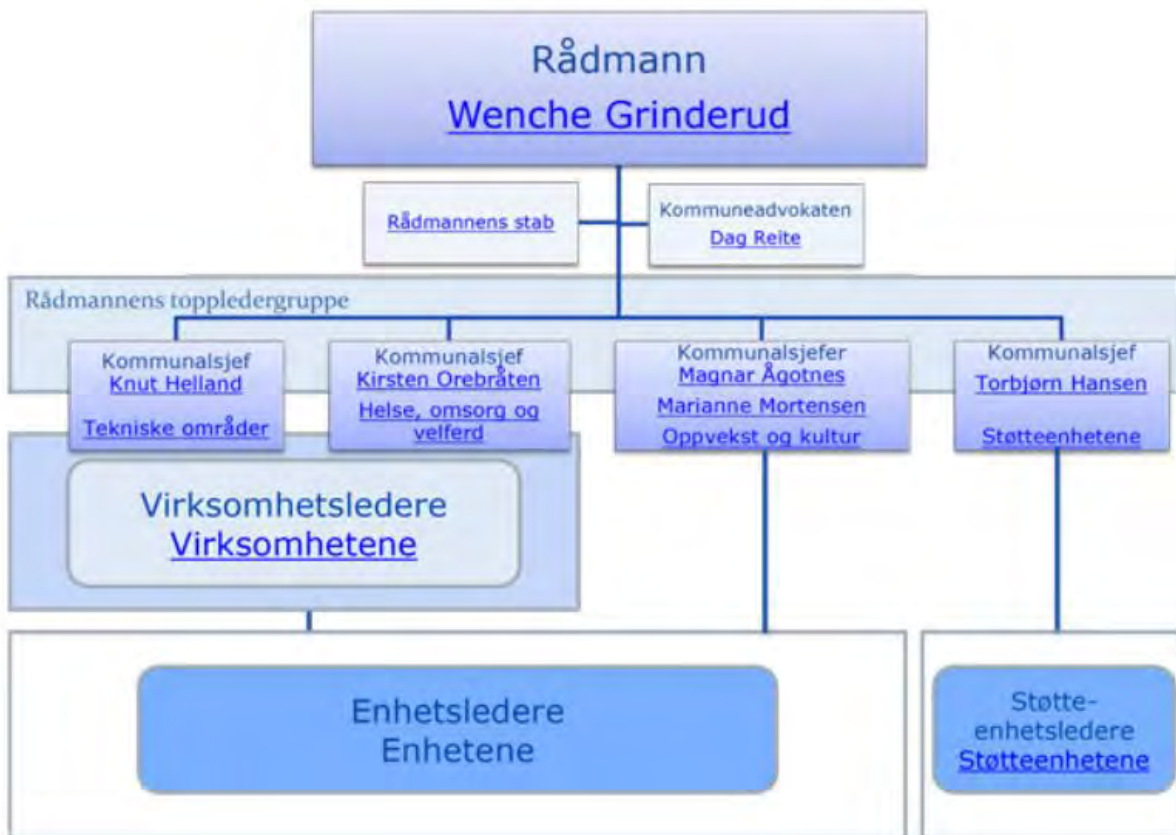 Rådmann
Wenche Grinderud
Rådmannens stab
Kommuneadvokaten
Dag Reite
Rådmannens toppledergruppe
Kommunalsjef
Knut Helland
Tekniske områder
Kommunalsjef
Kirsten Orebråten
Helse, omsorg og
velferd
Kommunalsjefer
Magnar Ågotnes
Marianne Mortensen
Oppvekst og kultur
Kommunalsjef
Torbjørn Hansen
Støtteenhetene
Virksomhetsledere
Virksomhetene
Enhetsledere
Enhetene
Støtte-
enhetsledere
Støtteenhetene